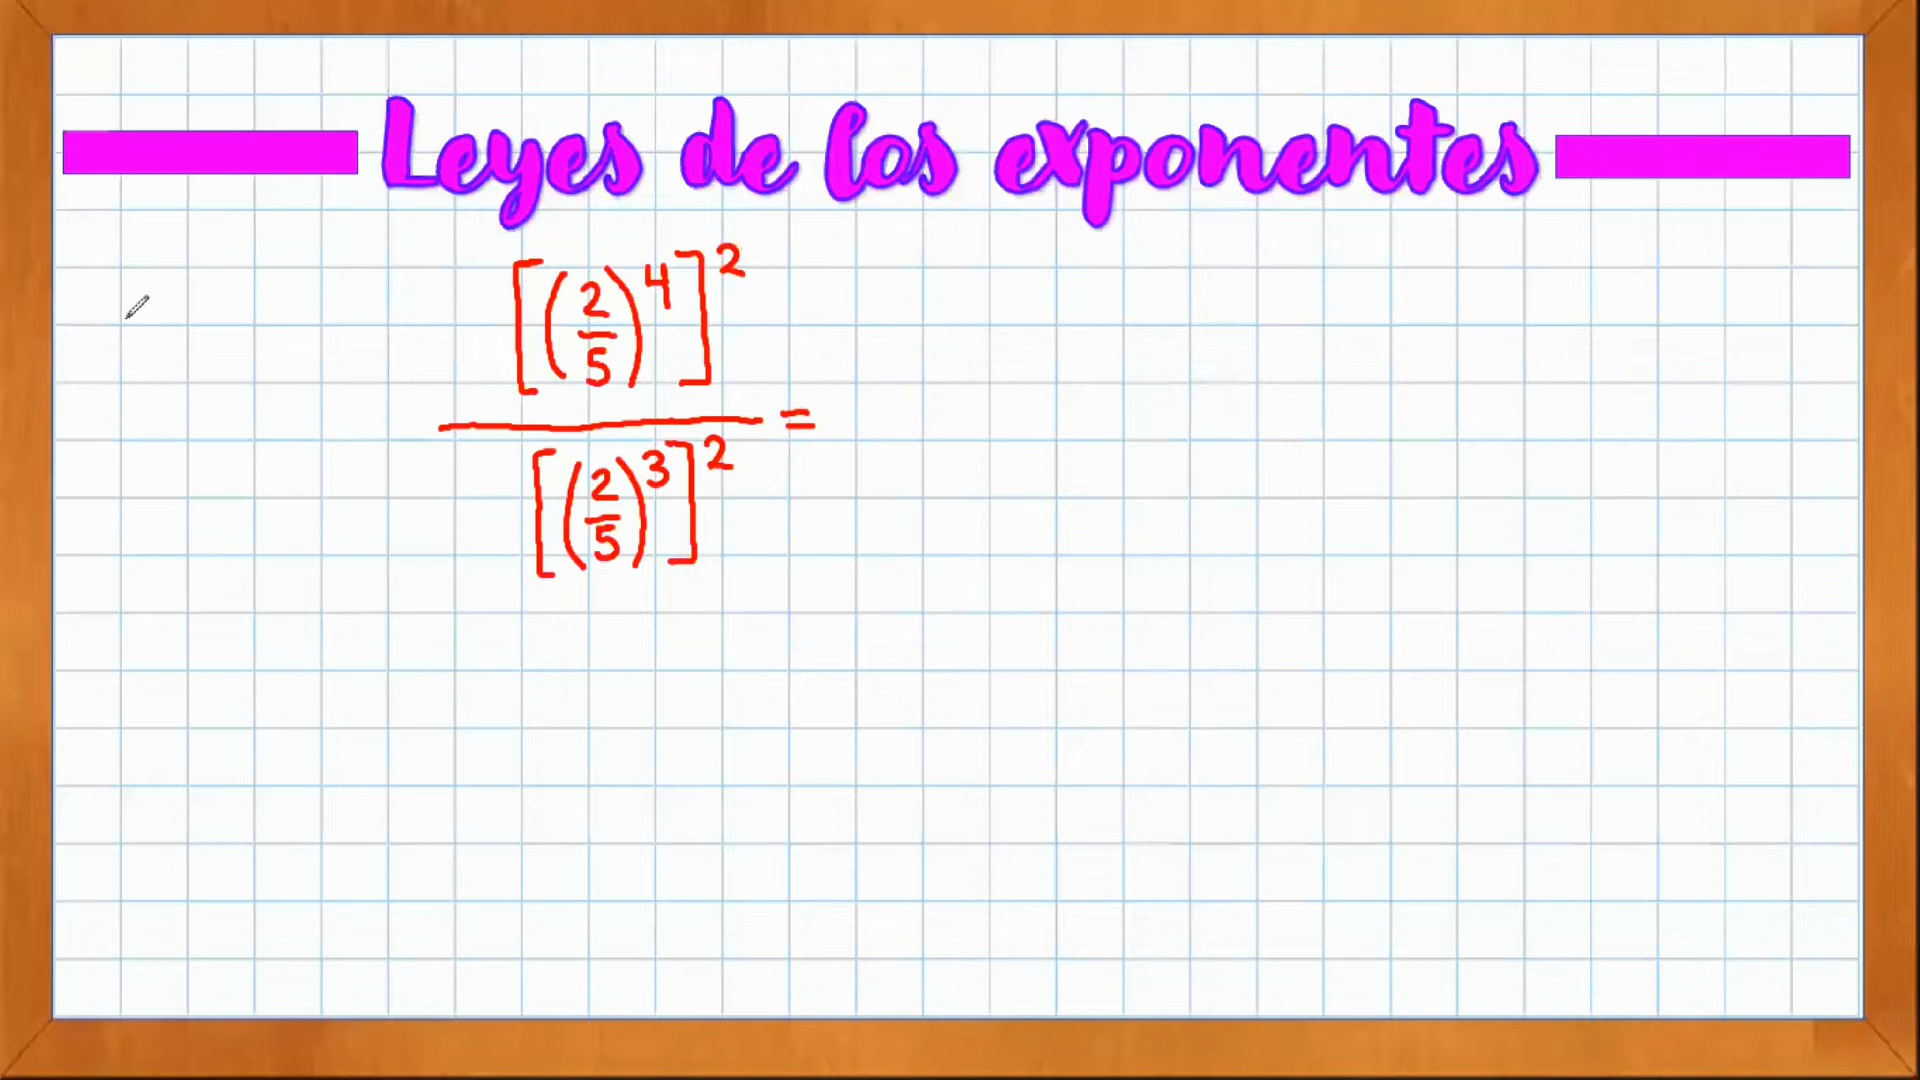 Leyes de los exponentes
[(2/5)^4]^2
/ [(2/5)^3]^2 =